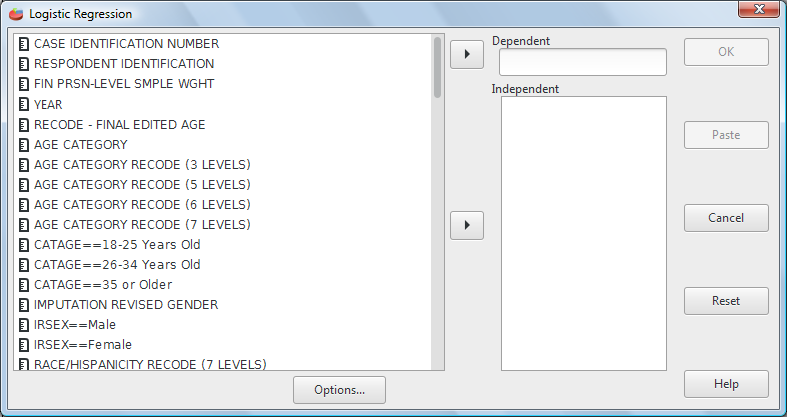 Logistic Regression
CASE IDENTIFICATION NUMBER
RESPONDENT IDENTIFICATION
FIN PRSN-LEVEL SMPLE WGHT
YEAR
RECODE - FINAL EDITED AGE
AGE CATEGORY
AGE CATEGORY RECODE (3 LEVELS)
AGE CATEGORY RECODE (5 LEVELS)
AGE CATEGORY RECODE (6 LEVELS)
AGE CATEGORY RECODE (7 LEVELS)
CATAGE==18-25 Years Old
CATAGE==26-34 Years Old
CATAGE==35 or Older
IMPUTATION REVISED GENDER
IRSEX==Male
IRSEX==Female
RACE/HISPANICITY RECODE (7 LEVELS)
Options...
Dependent
Independent
OK
Paste
Cancel
Reset
Help